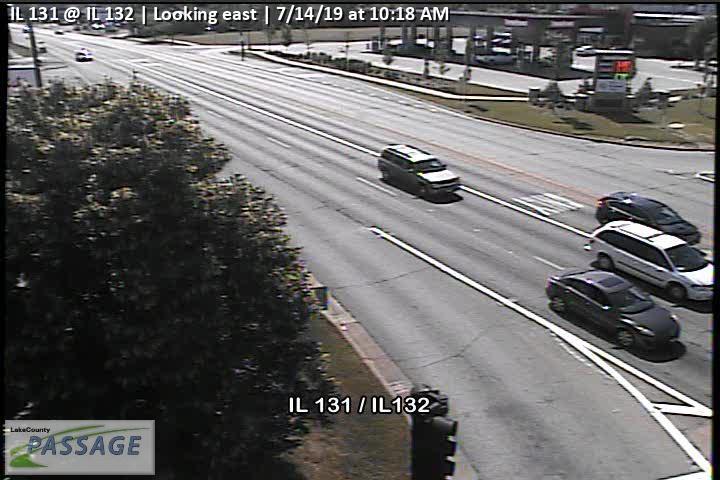 IL 131 @ IL 132 | Looking east | 7/14/19 at 10:18 AM
IL 131 / IL132
LakeCounty
PASSAGE